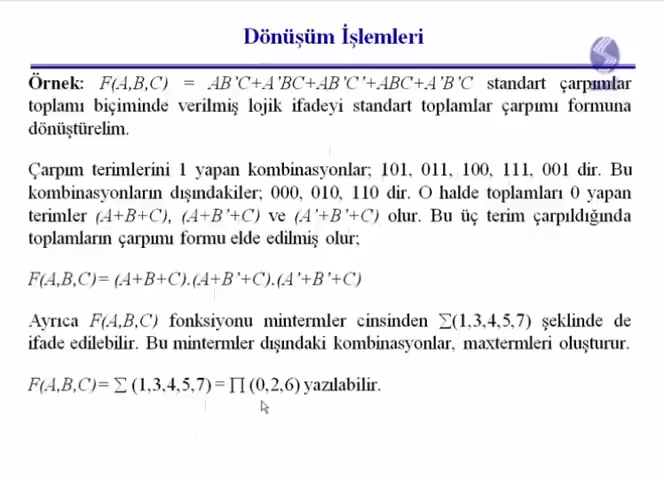 Dönüşüm İşlemleri
Örnek: F(A,B,C) = AB'C+A'BC+AB'C'+ABC+A'B'C standart çarpımlar
toplamı biçiminde verilmiş lojik ifadeyi standart toplamlar çarpımı formuna
dönüştürelim.
Çarpım terimlerini 1 yapan kombinasyonlar; 101, 011, 100, 111, 001 dir. Bu
kombinasyonların dışındakiler; 000, 010, 110 dir. O halde toplamları 0 yapan
terimler (A+B+C), (A+B'+C) ve (A'+B'+C) olur. Bu üç terim çarpıldığında
toplamların çarpımı formu elde edilmiş olur;
F(A,B,C)= (A+B+C).(A+B'+C).(A'+B'+C)
Ayrıca F(A,B,C) fonksiyonu mintermler cinsinden ∑(1,3,4,5,7) şeklinde de
ifade edilebilir. Bu mintermler dışındaki kombinasyonlar, maxtermleri oluşturur.
F(A,B,C)= ∑ (1,3,4,5,7) = ∏ (0,2,6) yazılabilir.